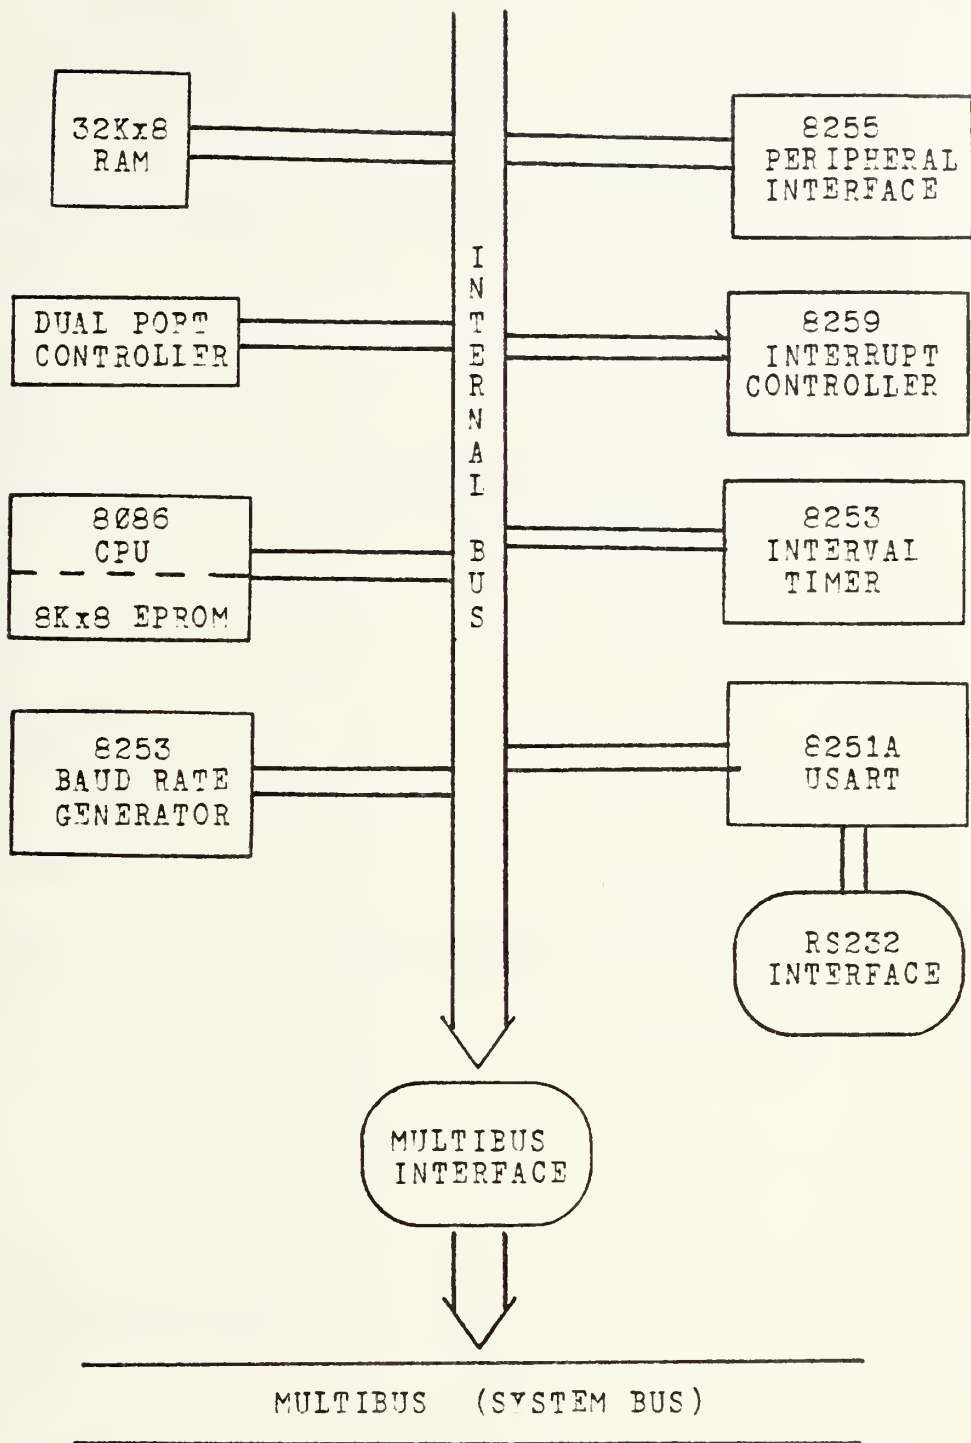 32Kx8
RAM
8255
PERIPHERAL
INTERFACE
INTERNAL BUS
DUAL PORT
CONTROLLER
8259
INTERRUPT
CONTROLLER
8086
CPU
8Kx8 EPROM
8253
INTERVAL
TIMER
8253
BAUD RATE
GENERATOR
8251A
USART
RS232
INTERFACE
MULTIBUS
INTERFACE
MULTIBUS (SYSTEM BUS)